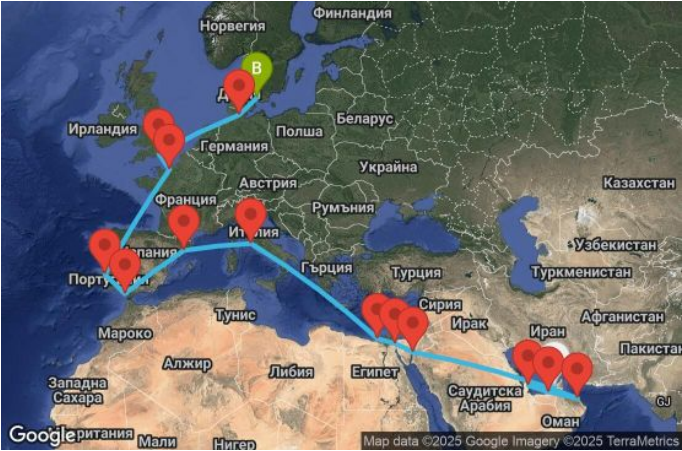 Финландия
Норвегия
B
Ирландия
Полша
Беларус
Германия
Украйна
Австрия
Казахстан
Франция
Румъния
Италия
Узбекистан
Гърция
Турция
Туркменистан
Сирия
Тунис
Ирак
Иран
Афганистан
Мароко
Пакистан
Алжир
Либия
Египет
Западна
Сахара
Саудитска
Арабия
GJ
Оман
Google
Мали
Нигер
Map data ©2025 Google Imagery ©2025 TerraMetrics